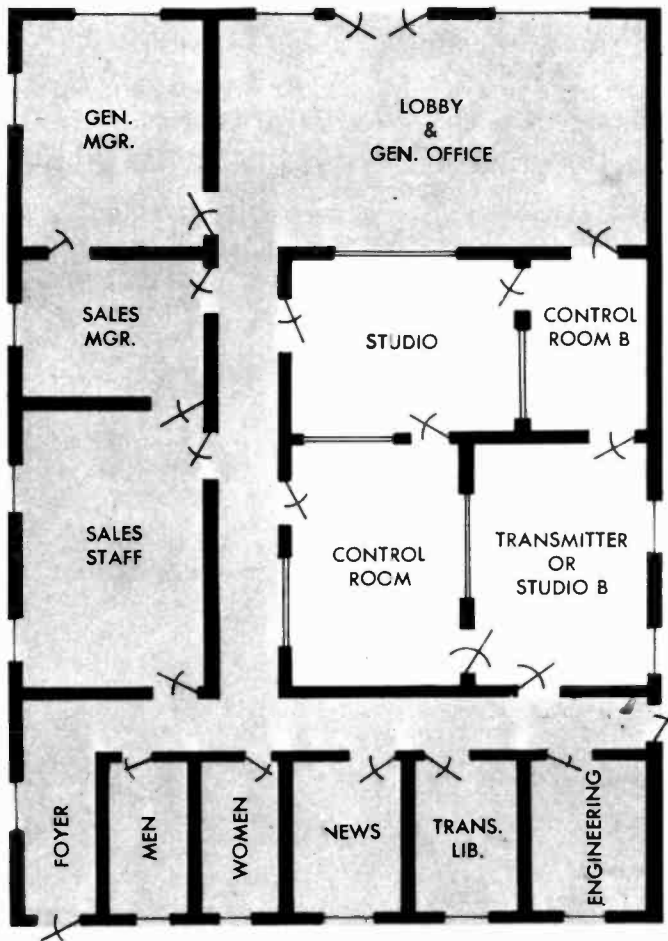 GEN.
MGR.
LOBBY
&
GEN. OFFICE
SALES
MGR.
STUDIO
CONTROL
ROOM B
SALES
STAFF
CONTROL
ROOM
TRANSMITTER
OR
STUDIO B
FOYER
MEN
WOMEN
NEWS
TRANS.
LIB.
ENGINEERING